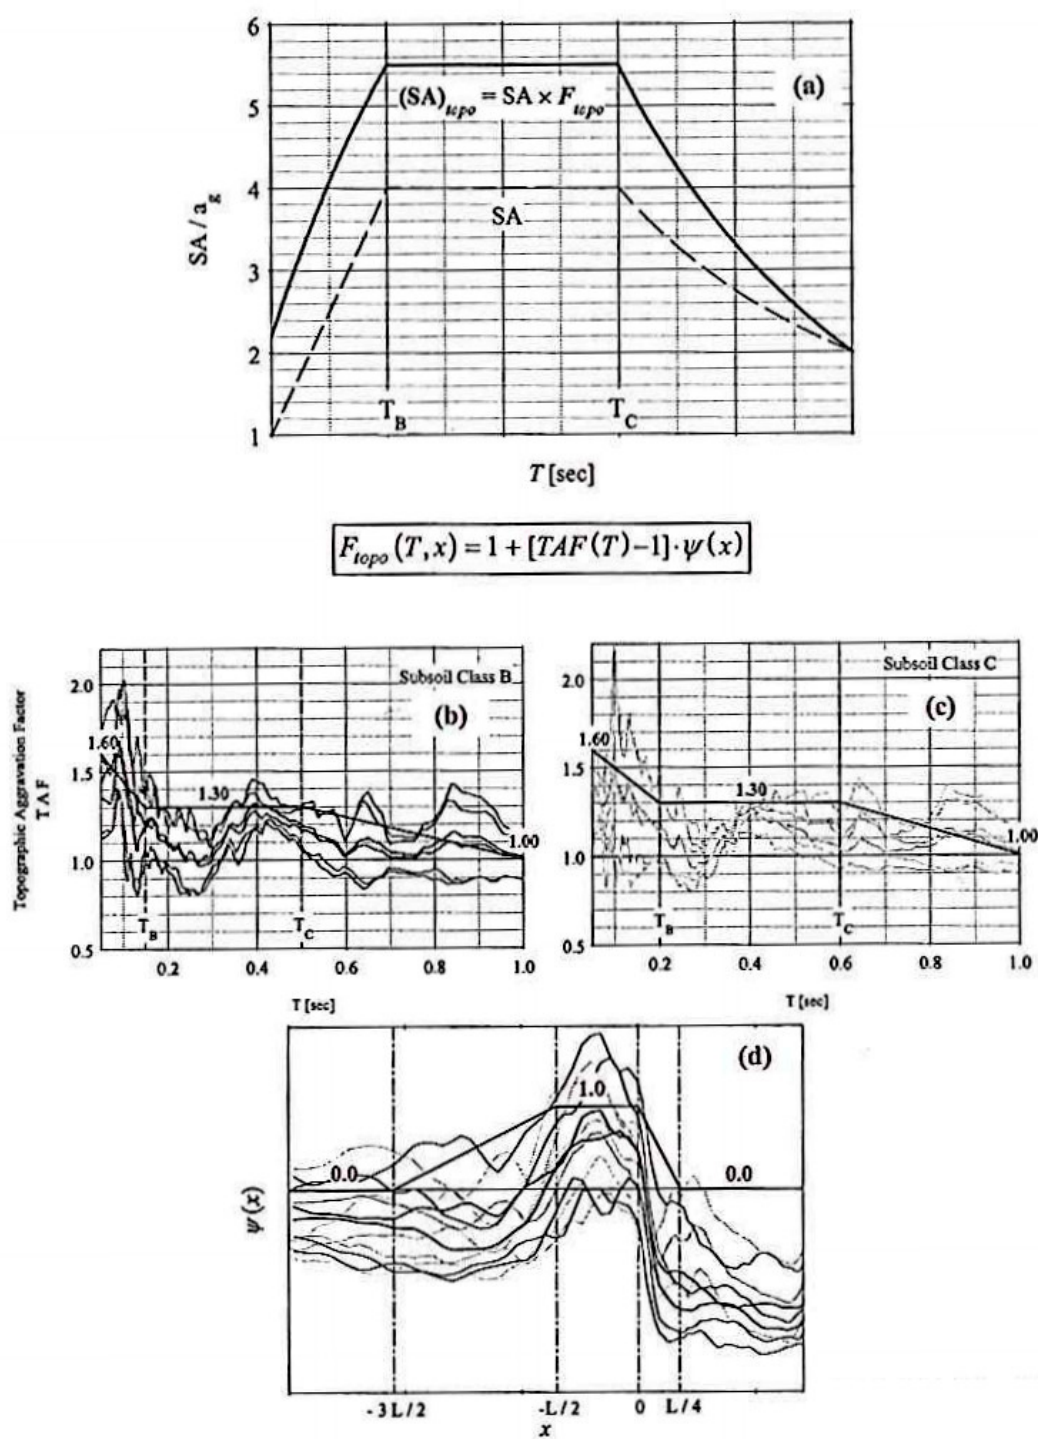 6
(a)
5
(SA)topo = SA × Ftopo
4
SA
SA / ag
3
2
TB TC
1
T [sec]
Ftopo (T, x) = 1 + [TAF(T) − 1] · ψ(x)
Topographic Aggravation Factor
TAF
2.0
Subsoil Class B
(b)
1.60
1.5
1.30
1.00
1.0
TB TC
0.5
0.2 0.4 0.6 0.8 1.0
T [sec]
2.0
Subsoil Class C
(c)
1.60
1.5
1.30
1.00
1.0
TB TC
0.5
0.2 0.4 0.6 0.8 1.0
T [sec]
(d)
1.0
0.0 0.0
ψ(x)
- 3 L / 2 -L / 2 0 L / 4
x